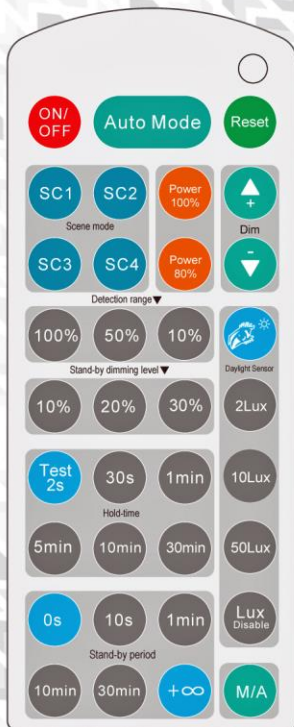 ON/
OFF
Auto Mode
Reset
SC1
SC2
Power
100%
+
Scene mode
Dim
SC3
SC4
Power
80%
-
Detection range▼
100%
50%
10%
Daylight Sensor
Stand-by dimming level▼
10%
20%
30%
2Lux
Test
2s
30s
1min
10Lux
Hold-time
5min
10min
30min
50Lux
0s
10s
1min
Lux
Disable
Stand-by period
10min
30min
+∞
M/A